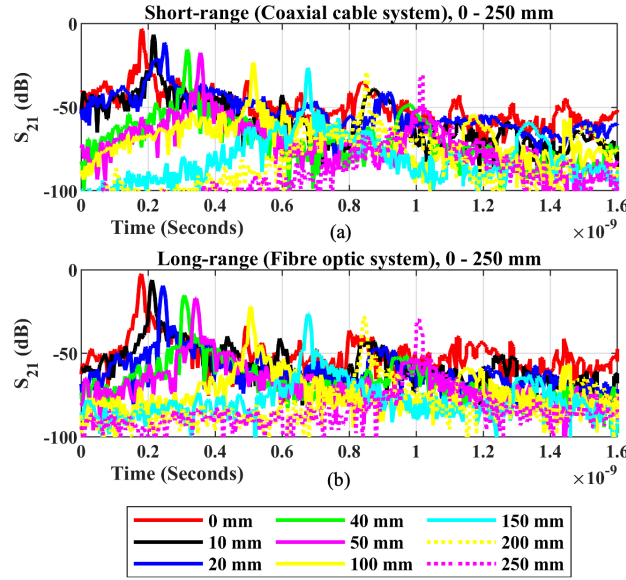 Short-range (Coaxial cable system), 0 - 250 mm
0
-50
-100
S21 (dB)
0 0.2 0.4 0.6 0.8 1 1.2 1.4 1.6
Time (Seconds)
×10-9
(a)
Long-range (Fibre optic system), 0 - 250 mm
0
-50
-100
S21 (dB)
0 0.2 0.4 0.6 0.8 1 1.2 1.4 1.6
Time (Seconds)
×10-9
(b)
0 mm 40 mm 150 mm
10 mm 50 mm 200 mm
20 mm 100 mm 250 mm